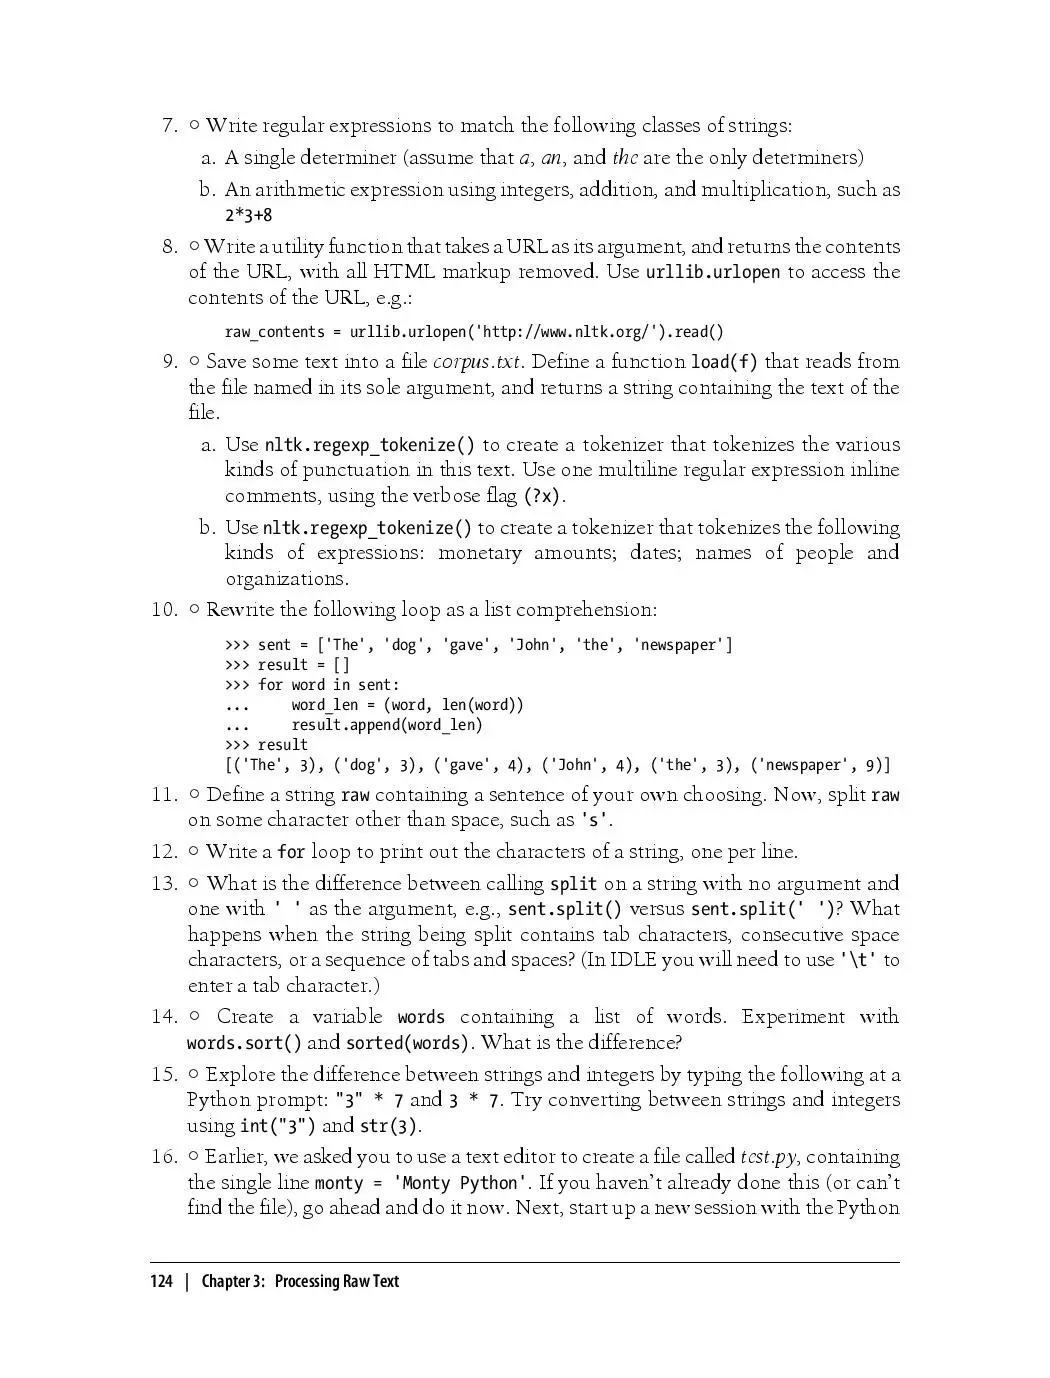 7. ○ Write regular expressions to match the following classes of strings:
a. A single determiner (assume that a, an, and the are the only determiners)
b. An arithmetic expression using integers, addition, and multiplication, such as
2*3+8
8. ○ Write a utility function that takes a URL as its argument, and returns the contents
of the URL, with all HTML markup removed. Use urllib.urlopen to access the
contents of the URL, e.g.:
raw_contents = urllib.urlopen('http://www.nltk.org/').read()
9. ○ Save some text into a file corpus.txt. Define a function load(f) that reads from
the file named in its sole argument, and returns a string containing the text of the
file.
a. Use nltk.regexp_tokenize() to create a tokenizer that tokenizes the various
kinds of punctuation in this text. Use one multiline regular expression inline
comments, using the verbose flag (?x).
b. Use nltk.regexp_tokenize() to create a tokenizer that tokenizes the following
kinds of expressions: monetary amounts; dates; names of people and
organizations.
10. ○ Rewrite the following loop as a list comprehension:
>>> sent = ['The', 'dog', 'gave', 'John', 'the', 'newspaper']
>>> result = []
>>> for word in sent:
...     word_len = (word, len(word))
...     result.append(word_len)
>>> result
[('The', 3), ('dog', 3), ('gave', 4), ('John', 4), ('the', 3), ('newspaper', 9)]
11. ○ Define a string raw containing a sentence of your own choosing. Now, split raw
on some character other than space, such as 's'.
12. ○ Write a for loop to print out the characters of a string, one per line.
13. ○ What is the difference between calling split on a string with no argument and
one with ' ' as the argument, e.g., sent.split() versus sent.split(' ')? What
happens when the string being split contains tab characters, consecutive space
characters, or a sequence of tabs and spaces? (In IDLE you will need to use '\t' to
enter a tab character.)
14. ○ Create a variable words containing a list of words. Experiment with
words.sort() and sorted(words). What is the difference?
15. ○ Explore the difference between strings and integers by typing the following at a
Python prompt: "3" * 7 and 3 * 7. Try converting between strings and integers
using int("3") and str(3).
16. ○ Earlier, we asked you to use a text editor to create a file called test.py, containing
the single line monty = 'Monty Python'. If you haven't already done this (or can't
find the file), go ahead and do it now. Next, start up a new session with the Python
124 | Chapter 3: Processing Raw Text